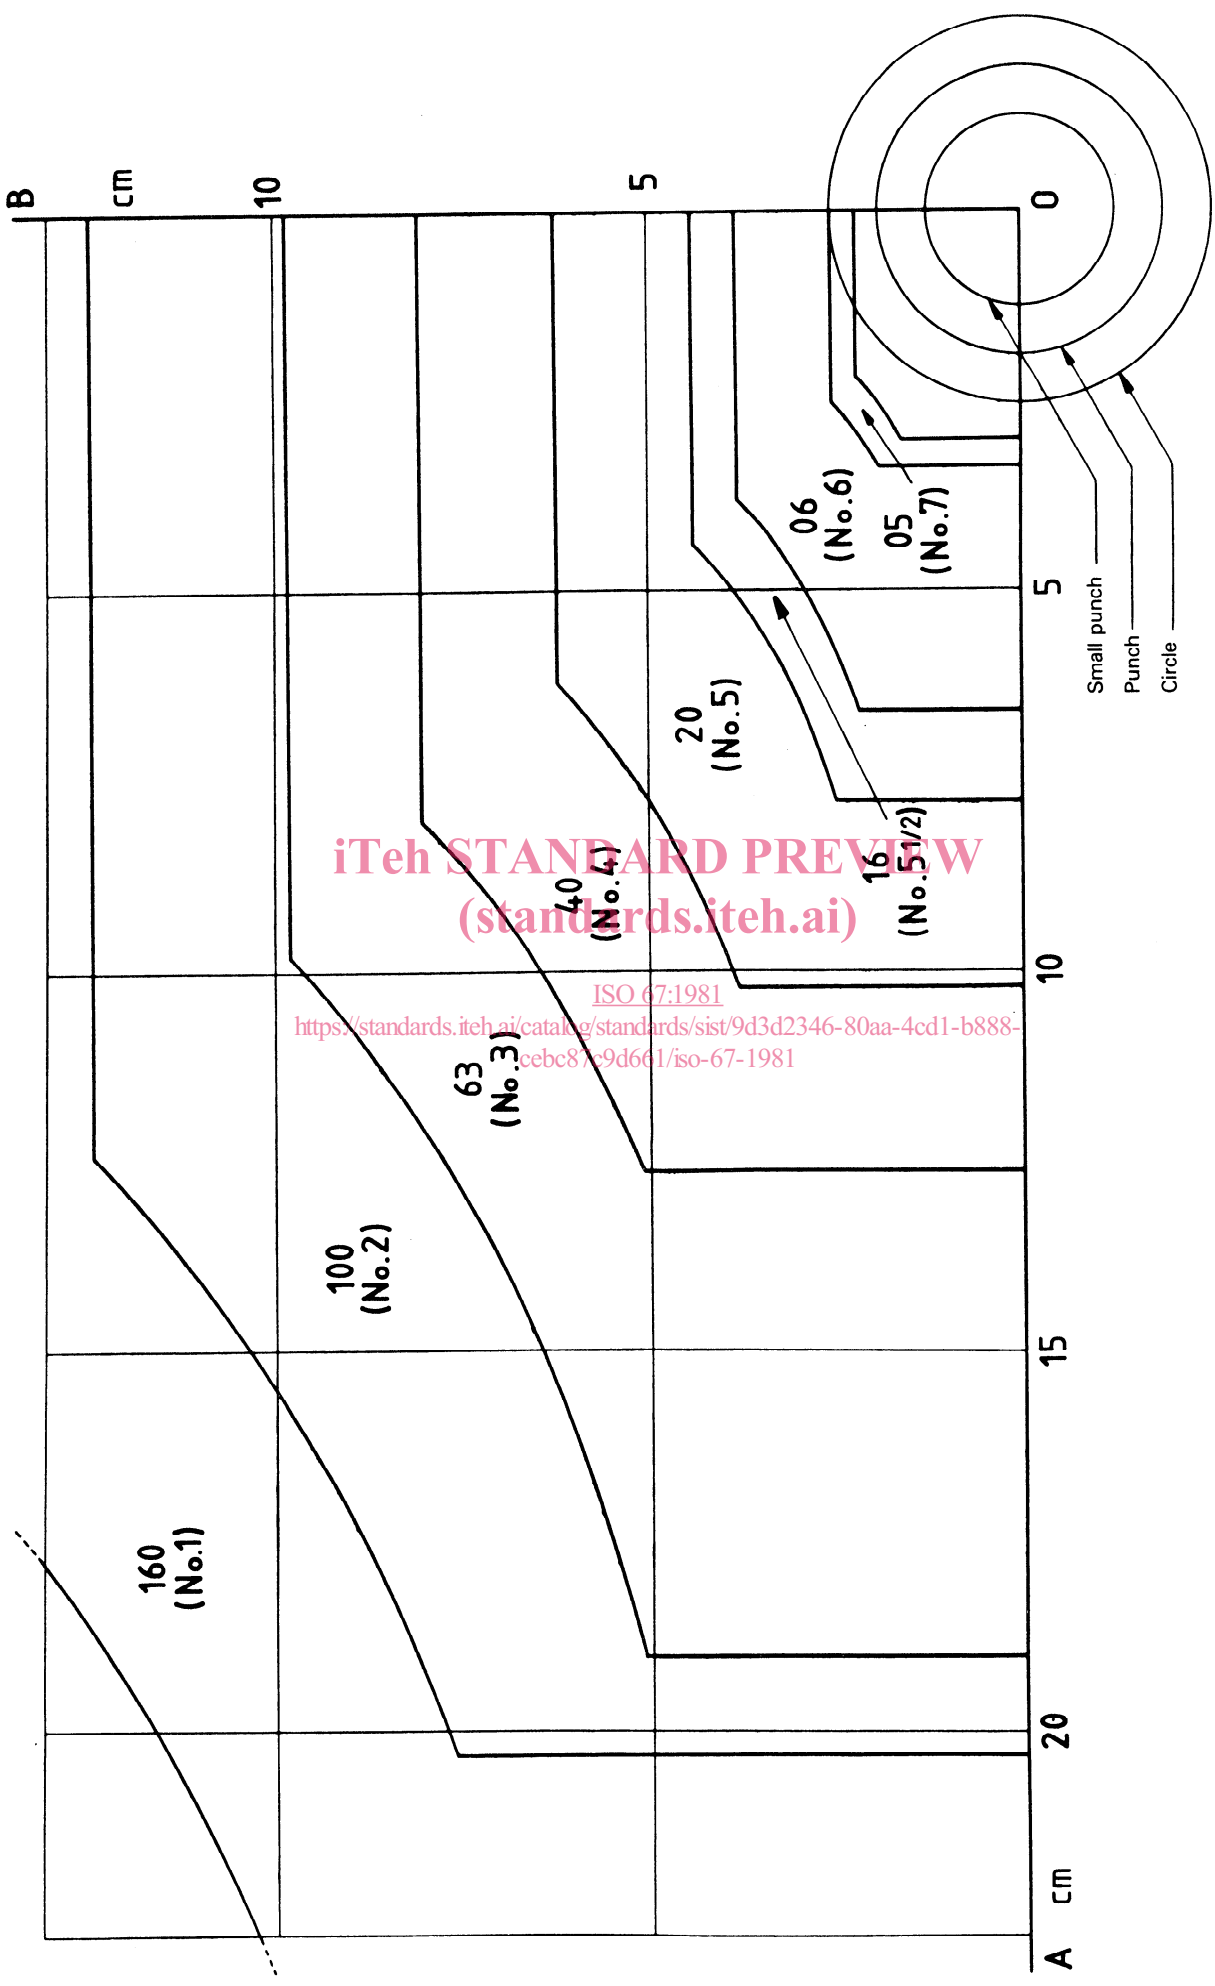 B
cm
10
5
0
06
(No.6)
05
(No.7)
5
Small punch
Punch
Circle
20
(No.5)
16
(No.5 1/2)
40
(No.4)
10
63
(No.3)
100
(No.2)
15
160
(No.1)
20
cm
A
iTeh STANDARD PREVIEW
(standards.iteh.ai)
ISO 67:1981
https://standards.iteh.ai/catalog/standards/sist/9d3d2346-80aa-4cd1-b888-
cebc87c9d661/iso-67-1981